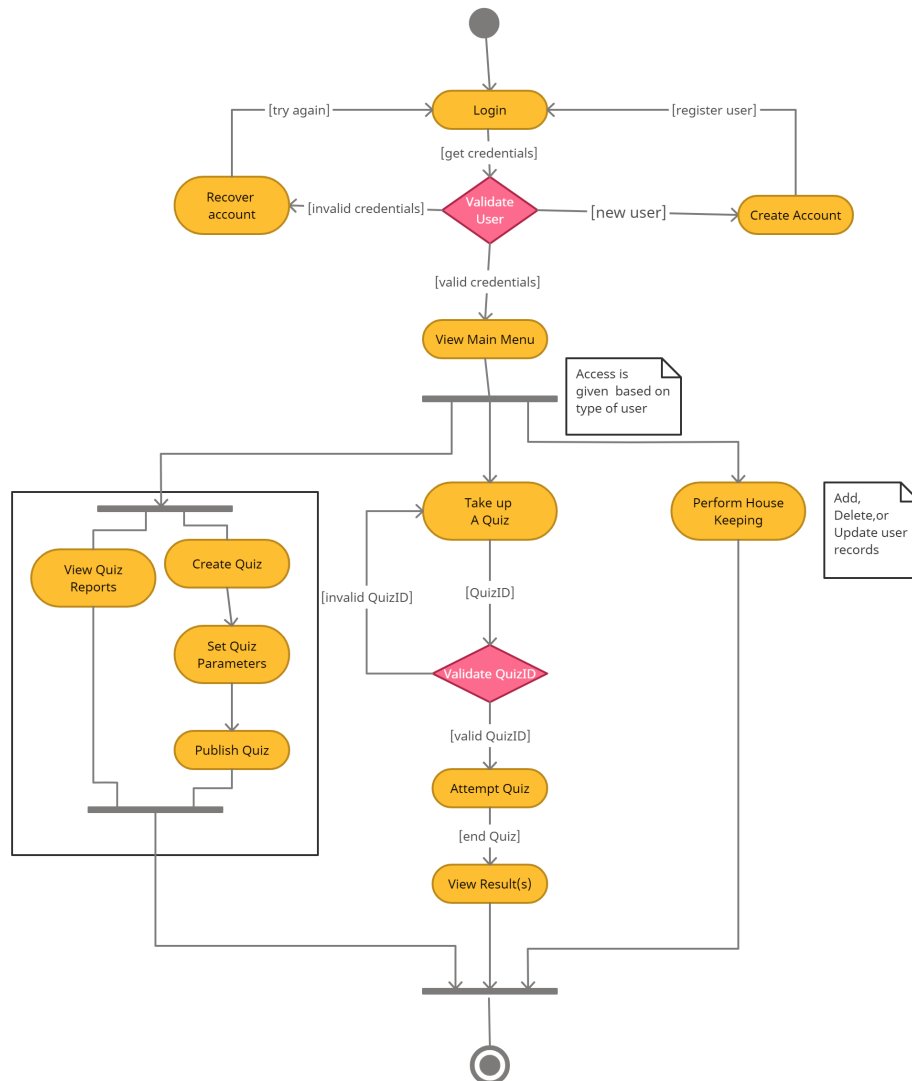 Login
[try again]
[register user]
[get credentials]
Recover
account
[invalid credentials]
Validate
User
[new user]
Create Account
[valid credentials]
View Main Menu
Access is
given  based on
type of user
Take up
A Quiz
Perform House
Keeping
Add,
Delete,or
Update user
records
View Quiz
Reports
Create Quiz
[invalid QuizID]
[QuizID]
Set Quiz
Parameters
Validate QuizID
[valid QuizID]
Publish Quiz
Attempt Quiz
[end Quiz]
View Result(s)